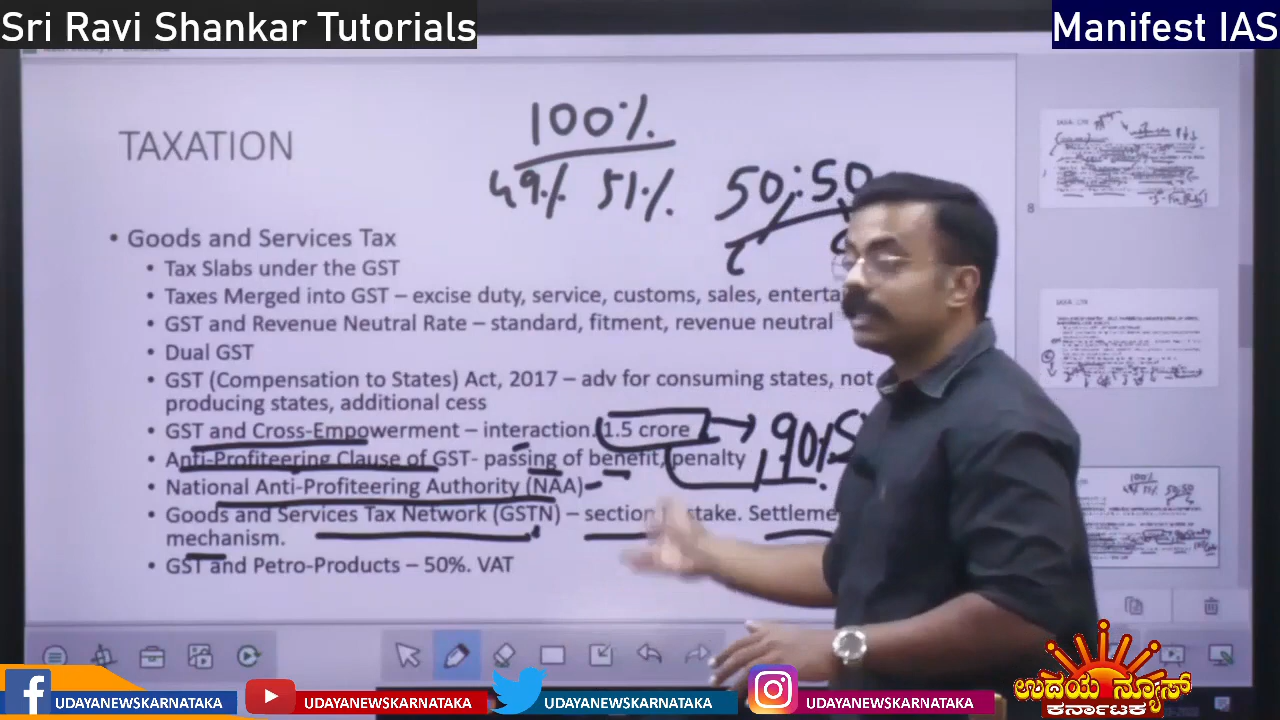 Sri Ravi Shankar Tutorials
Manifest IAS
TAXATION
100%
49% 51%
50:50
• Goods and Services Tax
• Tax Slabs under the GST
• Taxes Merged into GST – excise duty, service, customs, sales,
• GST and Revenue Neutral Rate – standard, fitment, revenue neutral
• Dual GST
• GST (Compensation to States) Act, 2017 – adv for consuming states, not
producing states, additional cess
• GST and Cross-Empowerment – interaction. 1.5 crore
90%
• Anti-Profiteering Clause of GST- passing of benefit, penalty
• National Anti-Profiteering Authority (NAA)
• Goods and Services Tax Network (GSTN) – stake.
mechanism.
• GST and Petro-Products – 50%. VAT
8
UDAYANEWSKARNATAKA
UDAYANEWSKARNATAKA
UDAYANEWSKARNATAKA
UDAYANEWSKARNATAKA
ಉದಯ ನ್ಯೂಸ್
ಕರ್ನಾಟಕ